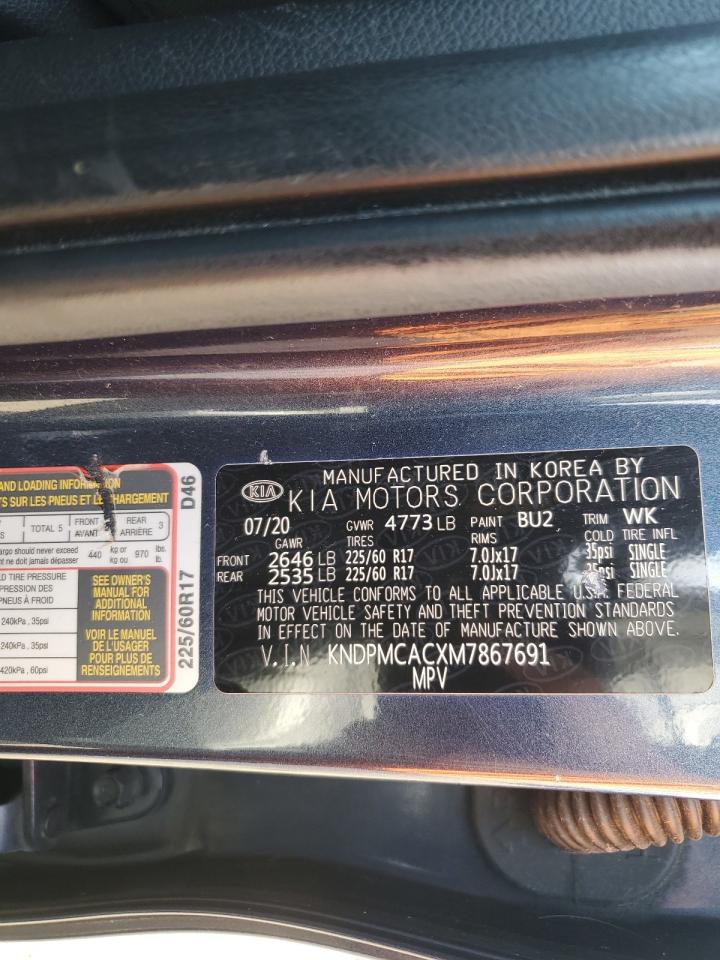 AND LOADING INFORMATION
TS SUR LES PNEUS ET LE CHARGEMENT
TOTAL 5 FRONT AVANT REAR ARRIÈRE 3
argo should never exceed 440 kg or 970 lbs.
nt ne doit jamais dépasser kg ou lb.
D TIRE PRESSURE
PRESSION DES
PNEUS À FROID
240kPa , 35psi
240kPa , 35psi
420kPa , 60psi
SEE OWNER'S
MANUAL FOR
ADDITIONAL
INFORMATION
VOIR LE MANUEL
DE L'USAGER
POUR PLUS DE
RENSEIGNEMENTS
225/60R17 D46
MANUFACTURED IN KOREA BY
KIA KIA MOTORS CORPORATION
07/20 GVWR 4773 LB PAINT BU2 TRIM WK
GAWR TIRES RIMS COLD TIRE INFL
FRONT 2646 LB 225/60 R17 7.0Jx17 35psi SINGLE
REAR 2535 LB 225/60 R17 7.0Jx17 35psi SINGLE
THIS VEHICLE CONFORMS TO ALL APPLICABLE U.S.A FEDERAL
MOTOR VEHICLE SAFETY AND THEFT PREVENTION STANDARDS
IN EFFECT ON THE DATE OF MANUFACTURE SHOWN ABOVE.
V.I.N KNDPMCACXM7867691
MPV